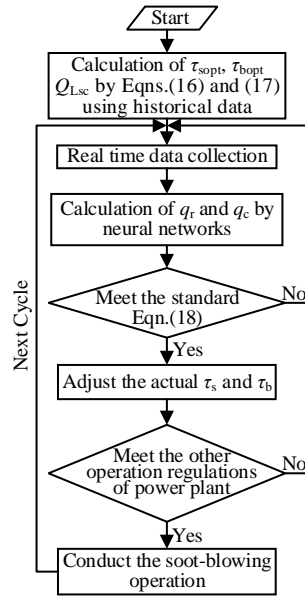 Start
Calculation of τsopt, τbopt
QLsc by Eqns.(16) and (17)
using historical data
Real time data collection
Calculation of qr and qc by
neural networks
Meet the standard
Eqn.(18)
No
Yes
Adjust the actual τs and τb
Meet the other
operation regulations
of power plant
No
Yes
Conduct the soot-blowing
operation
Next Cycle